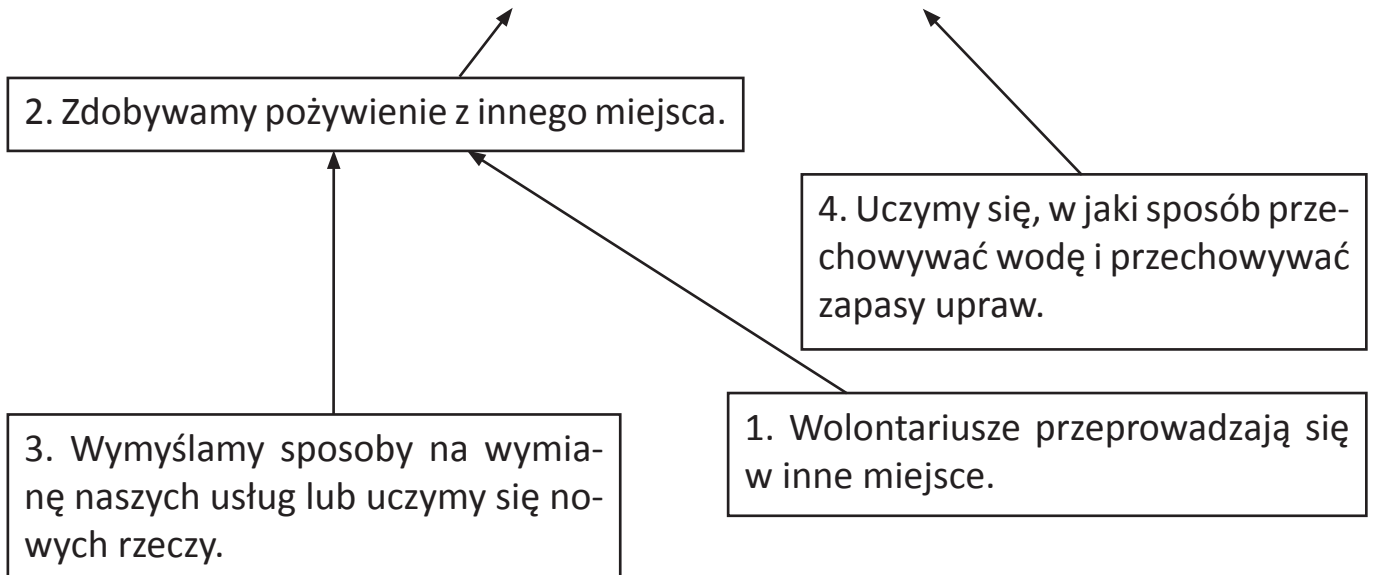 2. Zdobywamy pożywienie z innego miejsca.
4. Uczymy się, w jaki sposób prze-
chowywać wodę i przechowywać
zapasy upraw.
3. Wymyślamy sposoby na wymia-
nę naszych usług lub uczymy się no-
wych rzeczy.
1. Wolontariusze przeprowadzają się
w inne miejsce.